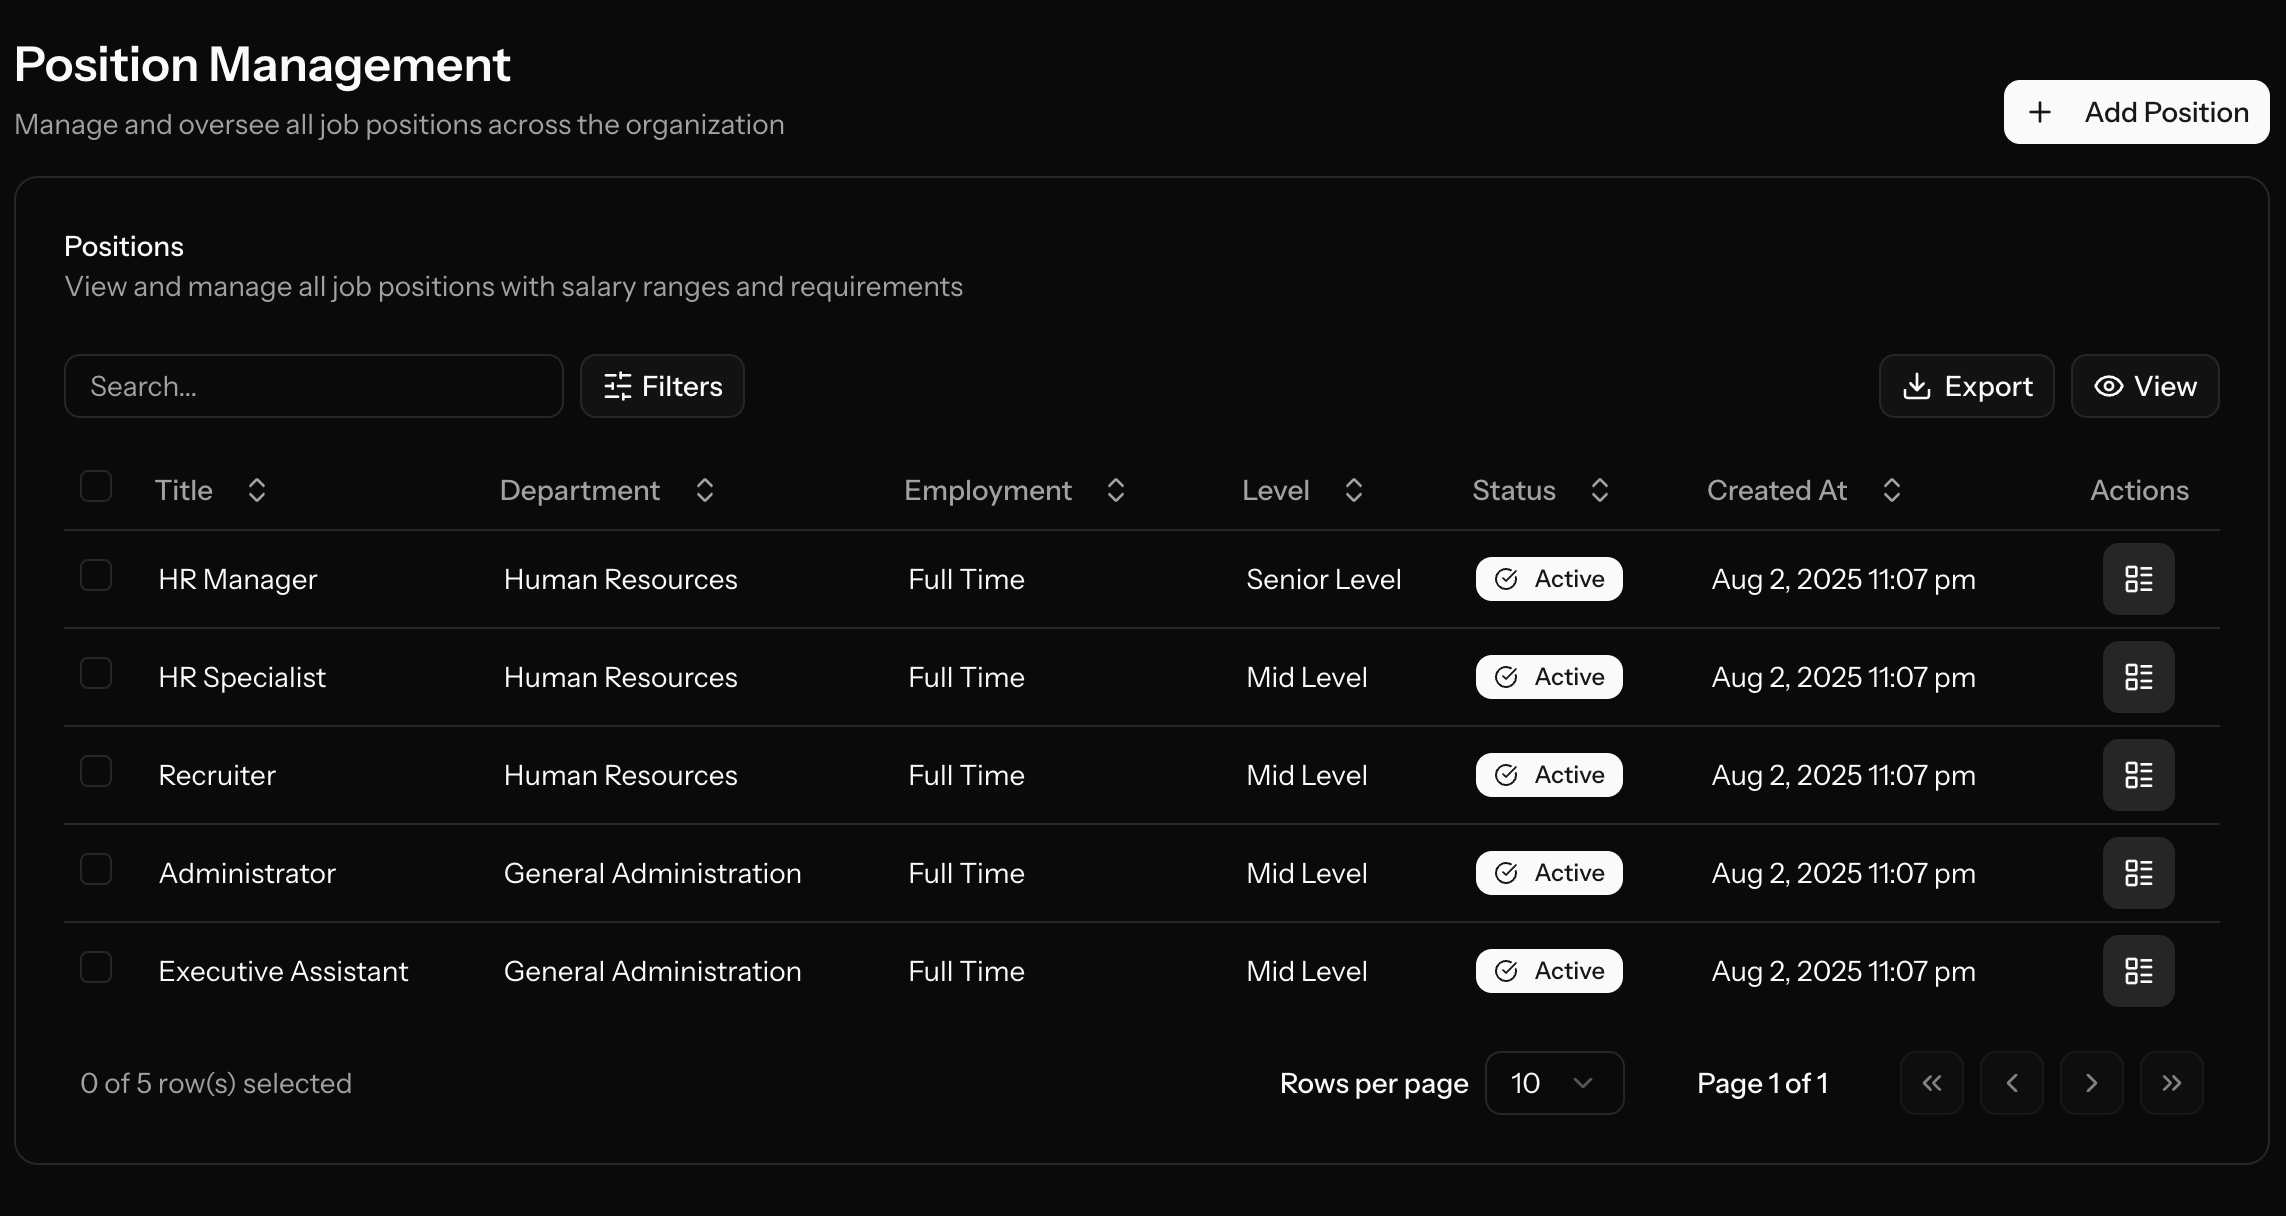 Position Management
Manage and oversee all job positions across the organization
Add Position
Positions
View and manage all job positions with salary ranges and requirements
Search... Filters Export View
Title Department Employment Level Status Created At Actions
HR Manager Human Resources Full Time Senior Level Active Aug 2, 2025 11:07 pm
HR Specialist Human Resources Full Time Mid Level Active Aug 2, 2025 11:07 pm
Recruiter Human Resources Full Time Mid Level Active Aug 2, 2025 11:07 pm
Administrator General Administration Full Time Mid Level Active Aug 2, 2025 11:07 pm
Executive Assistant General Administration Full Time Mid Level Active Aug 2, 2025 11:07 pm
0 of 5 row(s) selected Rows per page 10 Page 1 of 1